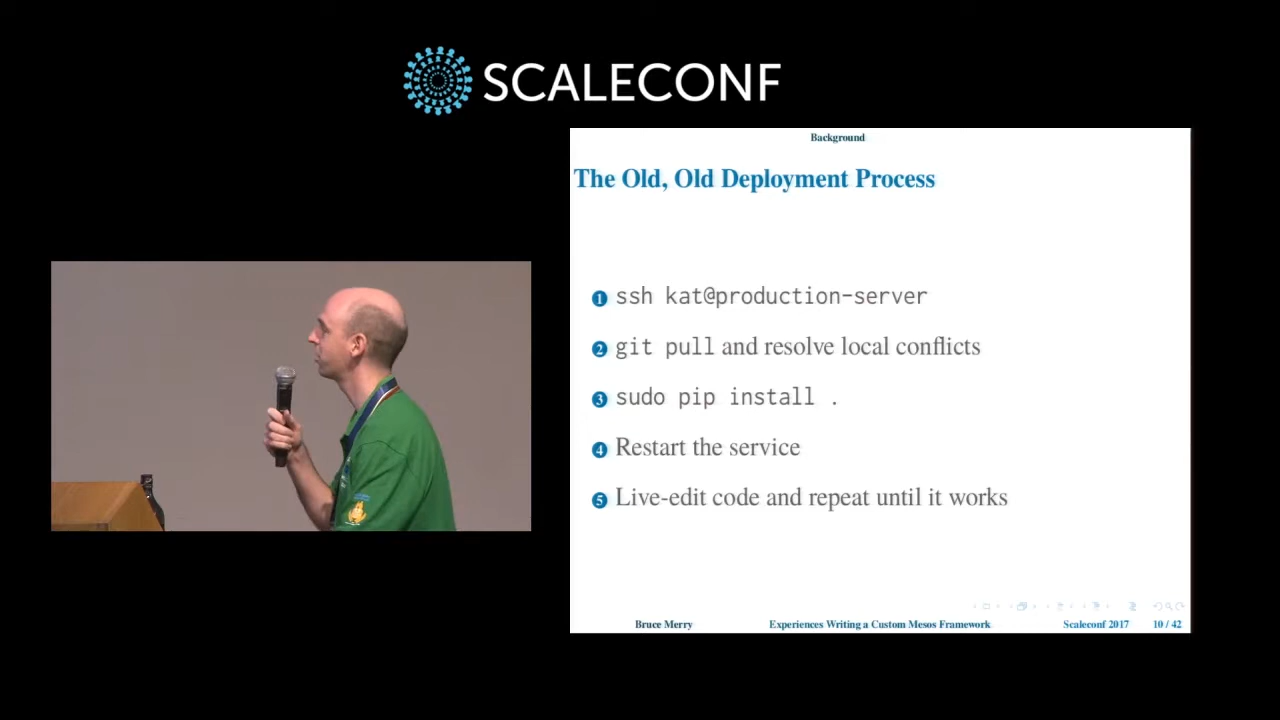 SCALECONF
Background
The Old, Old Deployment Process
1 ssh kat@production-server
2 git pull and resolve local conflicts
3 sudo pip install .
4 Restart the service
5 Live-edit code and repeat until it works
Bruce Merry Experiences Writing a Custom Mesos Framework Scaleconf 2017 10 / 42